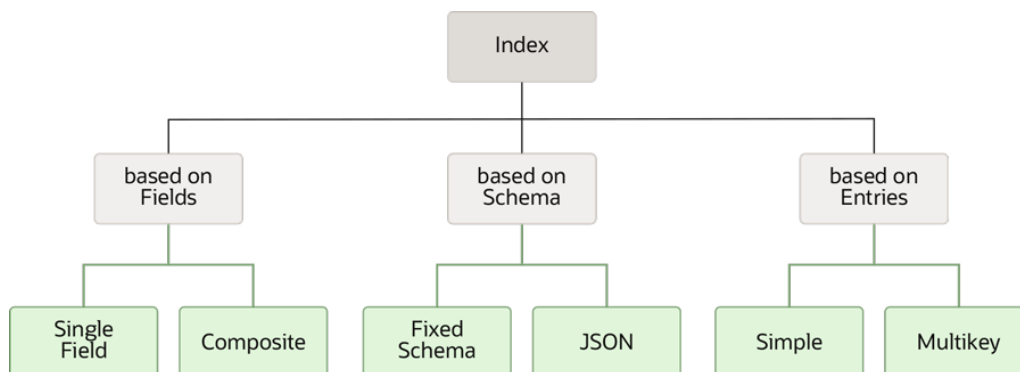 Index
based on
Fields
based on
Schema
based on
Entries
Single
Field
Composite
Fixed
Schema
JSON
Simple
Multikey